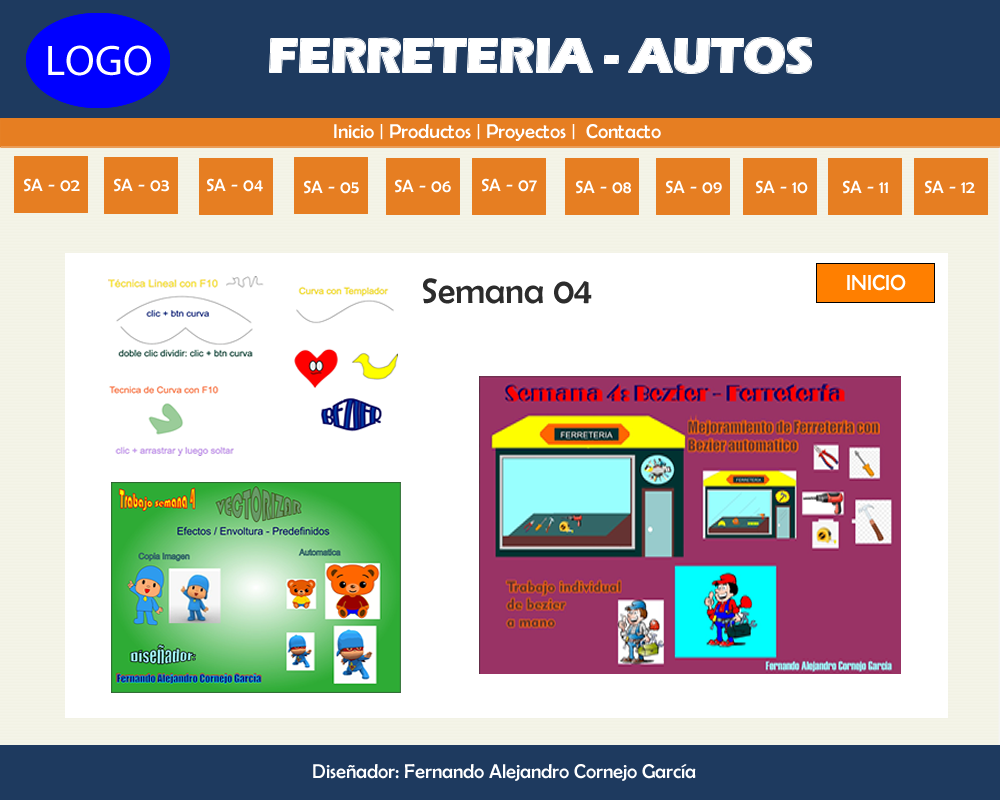 LOGO
FERRETERIA - AUTOS
Inicio | Productos | Proyectos | Contacto
SA - 02
SA - 03
SA - 04
SA - 05
SA - 06
SA - 07
SA - 08
SA - 09
SA - 10
SA - 11
SA - 12
Semana 04
INICIO
Técnica Lineal con F10
clic + btn curva
doble clic dividir: clic + btn curva
Tecnica de Curva con F10
clic + arrastrar y luego soltar
Curva con Templador
BEZIER
Trabajo semana 4
VECTORIZAR
Efectos / Envoltura - Predefinidos
Copia Imagen
Automatica
DISEÑADOR:
Fernando Alejandro Cornejo García
Semana 4: Bezier - Ferretería
FERRETERIA
Mejoramiento de Ferretería con
Bezier automatico
FERRETERIA
Trabajo individual
de bezier
a mano
Fernando Alejandro Cornejo García
Diseñador: Fernando Alejandro Cornejo García